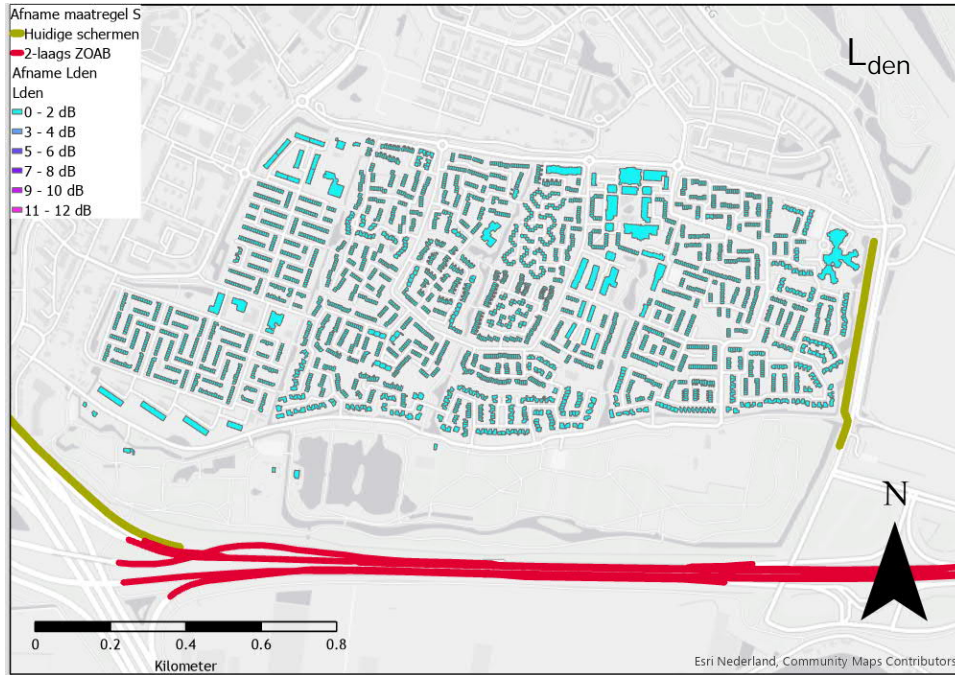 Afname maatregel S
Huidige schermen
2-laags ZOAB
Afname Lden
Lden
0 - 2 dB
3 - 4 dB
5 - 6 dB
7 - 8 dB
9 - 10 dB
11 - 12 dB
Lden
N
0 0.2 0.4 0.6 0.8
Kilometer
Esri Nederland, Community Maps Contributors